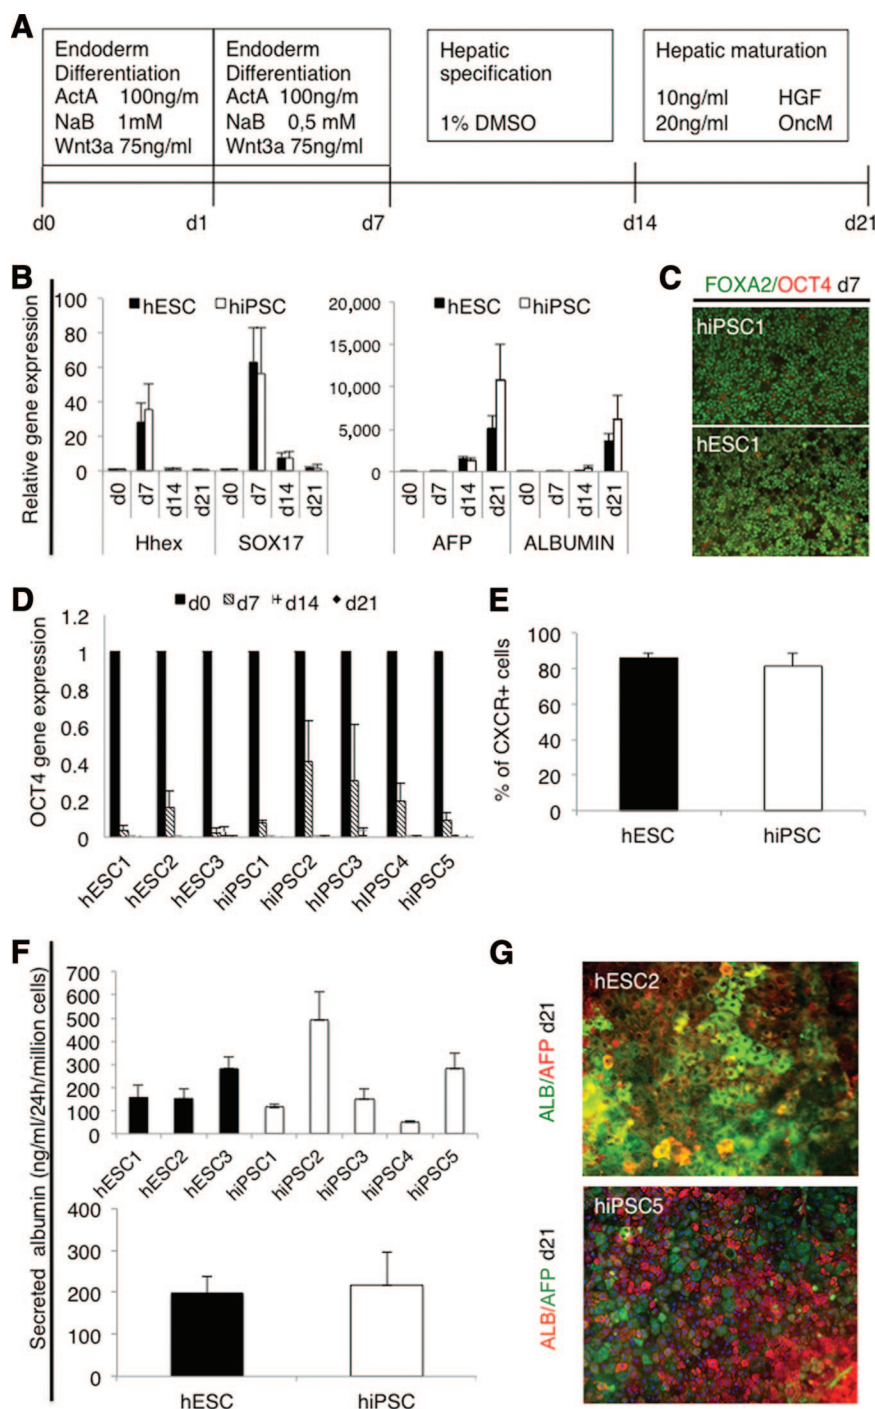 A
Endoderm
Differentiation
ActA 100ng/m
NaB 1mM
Wnt3a 75ng/ml
Endoderm
Differentiation
ActA 100ng/m
NaB 0,5 mM
Wnt3a 75ng/ml
Hepatic
specification
1% DMSO
Hepatic maturation
10ng/ml HGF
20ng/ml OncM
d0 d1 d7 d14 d21
B
Relative gene expression
100
80
60
40
20
0
hESC hiPSC
d0 d7 d14 d21 d0 d7 d14 d21
Hhex SOX17
20,000
15,000
10,000
5,000
0
hESC hiPSC
d0 d7 d14 d21 d0 d7 d14 d21
AFP ALBUMIN
C
FOXA2/OCT4 d7
hiPSC1
hESC1
D
d0 d7 d14 d21
OCT4 gene expression
1.2
1
0.8
0.6
0.4
0.2
0
hESC1 hESC2 hESC3 hiPSC1 hiPSC2 hIPSC3 hIPSC4 hIPSC5
E
% of CXCR+ cells
100
80
60
40
20
0
hESC hiPSC
F
Secreted albumin (ng/ml/24h/million cells)
700
600
500
400
300
200
100
0
hESC1 hESC2 hESC3 hiPSC1 hiPSC2 hiPSC3 hiPSC4 hiPSC5
400
300
200
100
0
hESC hiPSC
G
ALB/AFP d21
hESC2
ALB/AFP d21
hiPSC5